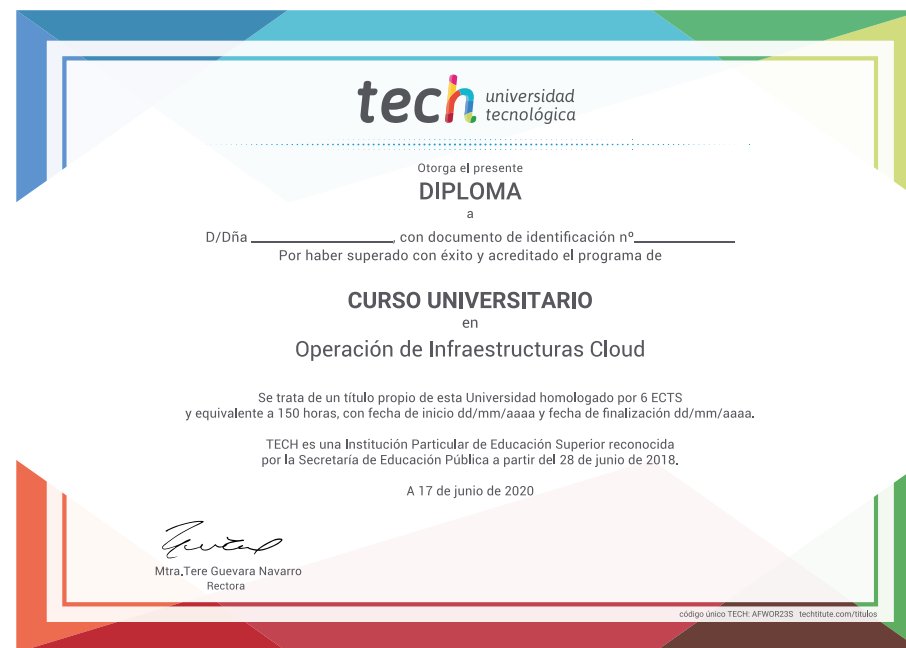 tech universidad
tecnológica
Otorga el presente
DIPLOMA
a
D/Dña ____________________, con documento de identificación nº______________
Por haber superado con éxito y acreditado el programa de
CURSO UNIVERSITARIO
en
Operación de Infraestructuras Cloud
Se trata de un título propio de esta Universidad homologado por 6 ECTS
y equivalente a 150 horas, con fecha de inicio dd/mm/aaaa y fecha de finalización dd/mm/aaaa.
TECH es una Institución Particular de Educación Superior reconocida
por la Secretaría de Educación Pública a partir del 28 de junio de 2018.
A 17 de junio de 2020
Mtra.Tere Guevara Navarro
Rectora
código único TECH: AFWOR23S techtitute.com/titulos